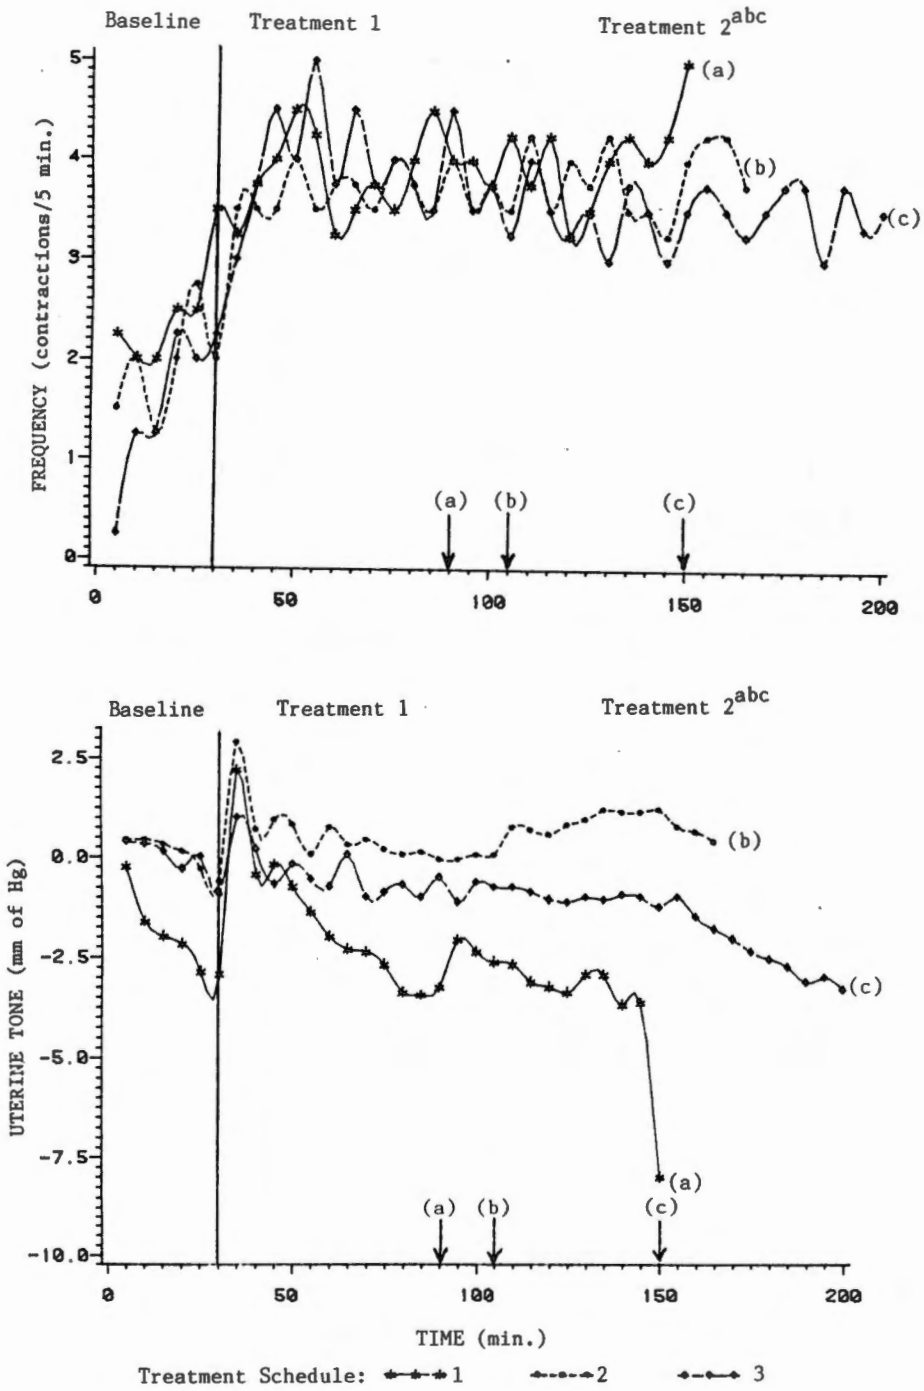 Baseline Treatment 1 Treatment 2abc
5
4
3
2
1
0
FREQUENCY (contractions/5 min.)
(a)
(b)
(c)
(a) (b) (c)
0 50 100 150 200
Baseline Treatment 1 Treatment 2abc
2.5
0.0
-2.5
-5.0
-7.5
-10.0
UTERINE TONE (mm of Hg)
(b)
(c)
(a)
(a) (b) (c)
0 50 100 150 200
TIME (min.)
Treatment Schedule: 1 2 3